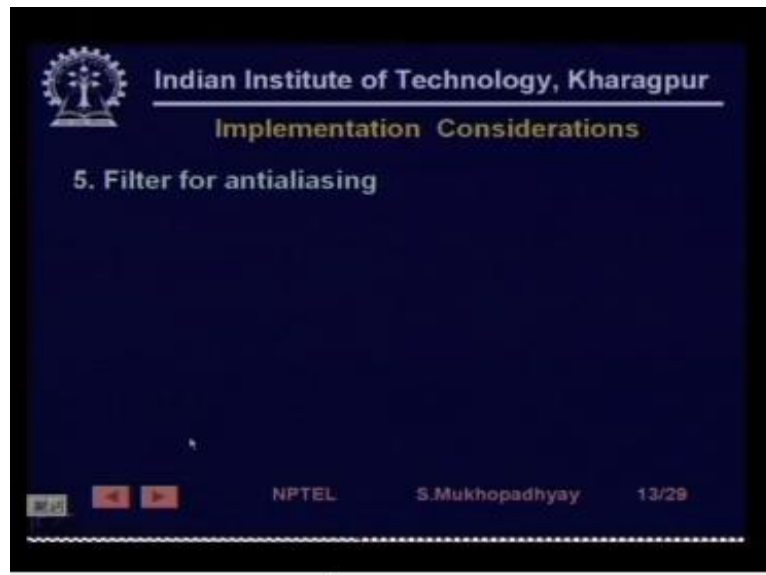 Indian Institute of Technology, Kharagpur
Implementation Considerations
5. Filter for antialiasing
NPTEL S.Mukhopadhyay 13/29